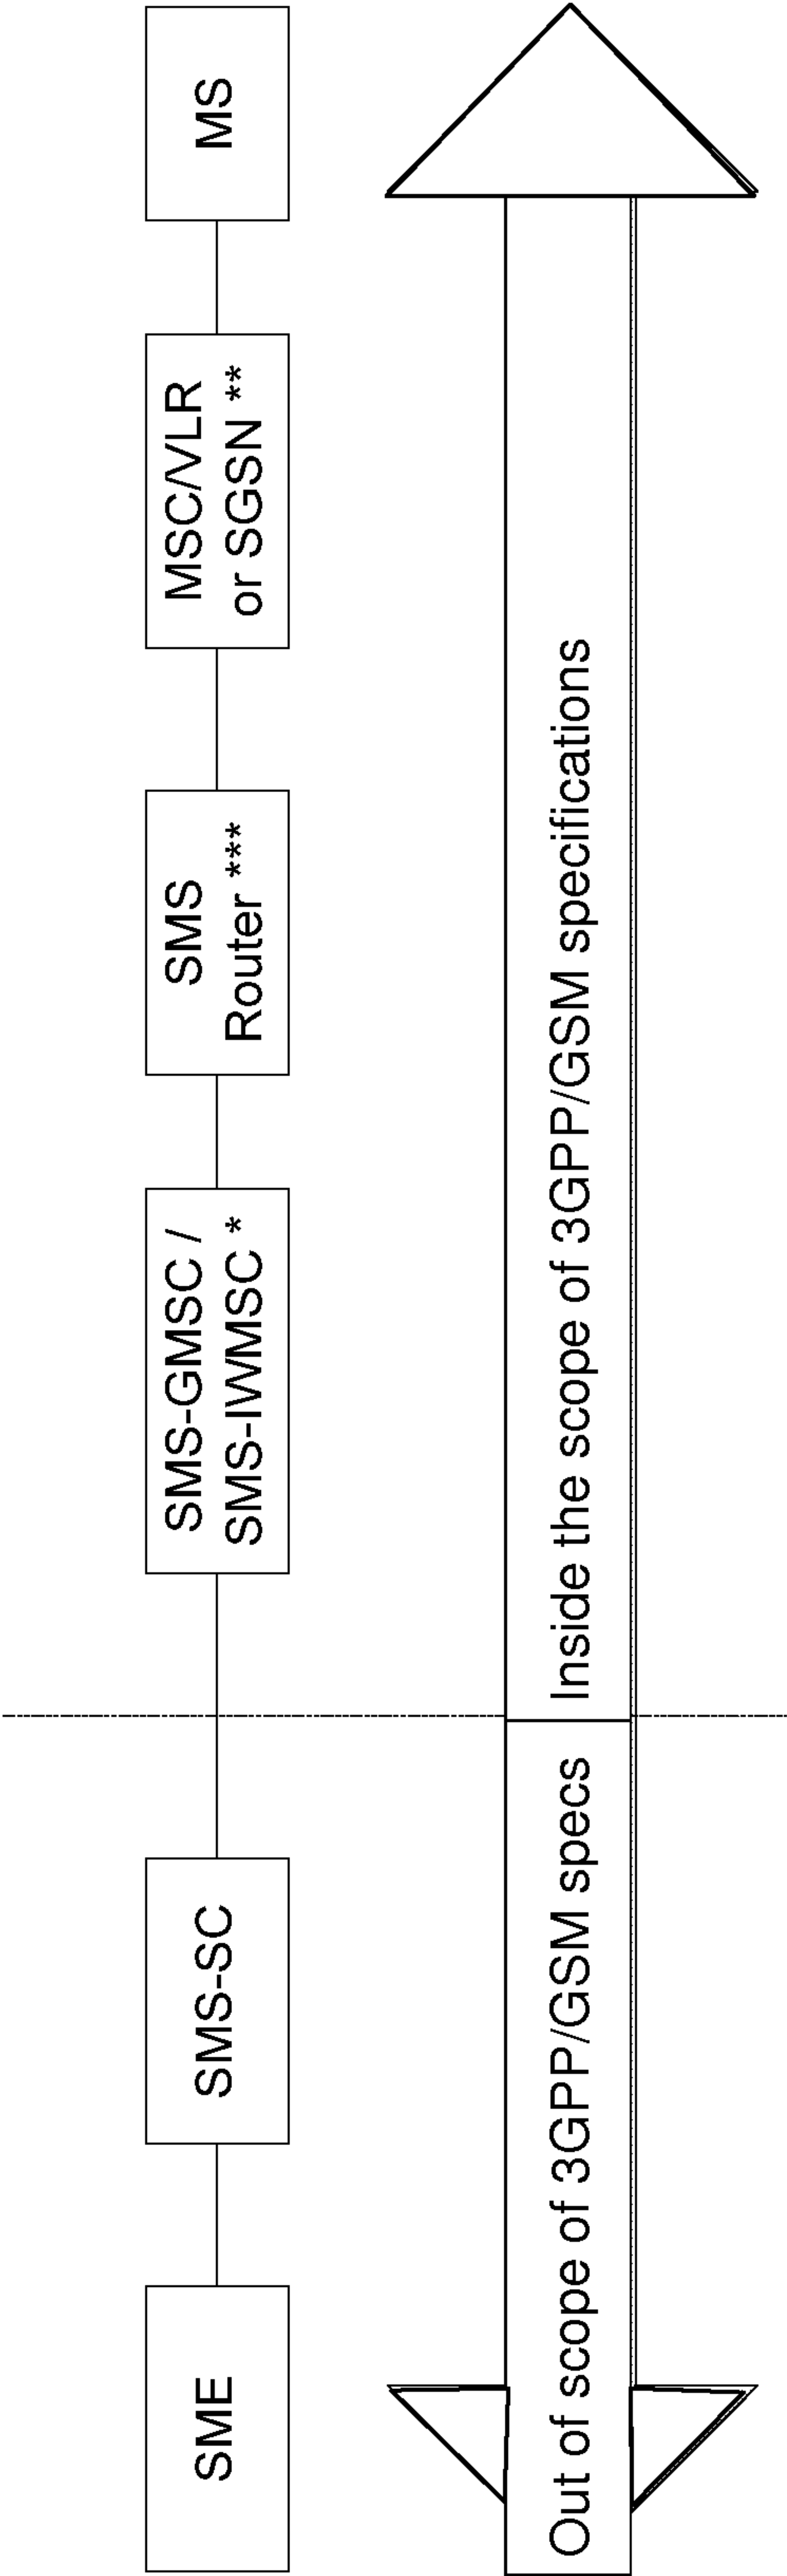 SME
SMS-SC
SMS-GMSC /
SMS-IWMSC *
SMS
Router ***
MSC/VLR
or SGSN **
MS
Out of scope of 3GPP/GSM specs
Inside the scope of 3GPP/GSM specifications